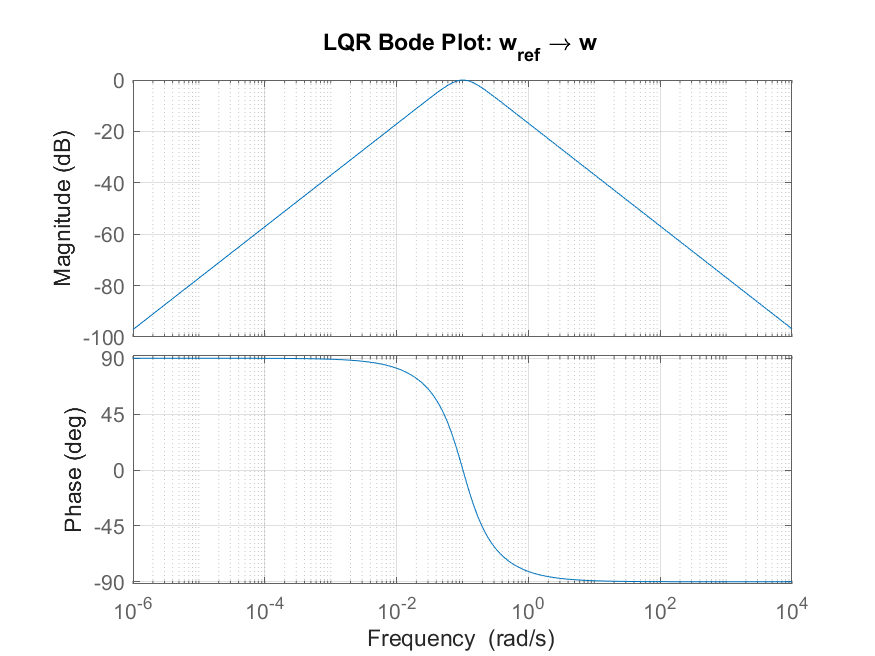 LQR Bode Plot: w_ref → w
Magnitude (dB)
0
-20
-40
-60
-80
-100
Phase (deg)
90
45
0
-45
-90
10^-6 10^-4 10^-2 10^0 10^2 10^4
Frequency (rad/s)